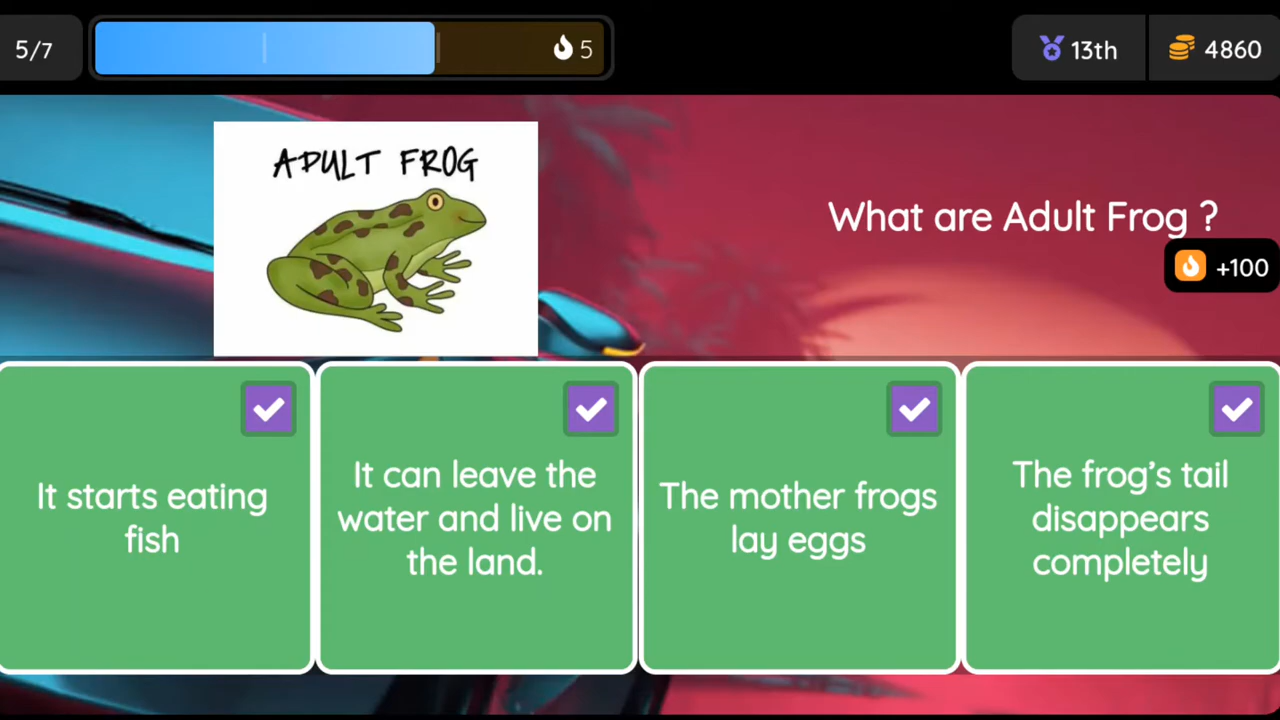 5/7
5
13th
4860
ADULT FROG
What are Adult Frog ?
+100
It starts eating
fish
It can leave the
water and live on
the land.
The mother frogs
lay eggs
The frog’s tail
disappears
completely